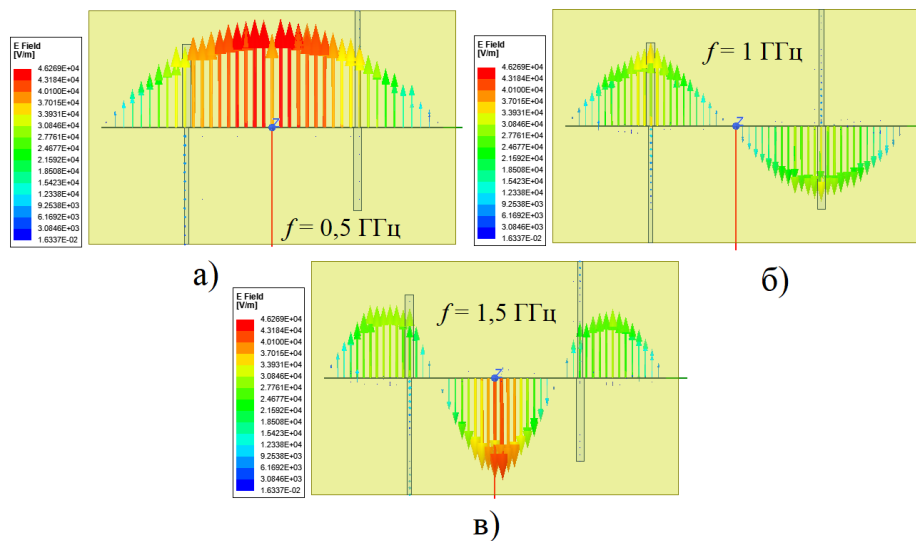 E Field
[V/m]
4.6269E+04
4.3184E+04
4.0100E+04
3.7015E+04
3.3931E+04
3.0846E+04
2.7761E+04
2.4677E+04
2.1592E+04
1.8508E+04
1.5423E+04
1.2338E+04
9.2538E+03
6.1692E+03
3.0846E+03
1.6337E-02
Z
f = 0,5 ГГц
а)
E Field
[V/m]
4.6269E+04
4.3184E+04
4.0100E+04
3.7015E+04
3.3931E+04
3.0846E+04
2.7761E+04
2.4677E+04
2.1592E+04
1.8508E+04
1.5423E+04
1.2338E+04
9.2538E+03
6.1692E+03
3.0846E+03
1.6337E-02
f = 1 ГГц
Z
б)
E Field
[V/m]
4.6269E+04
4.3184E+04
4.0100E+04
3.7015E+04
3.3931E+04
3.0846E+04
2.7761E+04
2.4677E+04
2.1592E+04
1.8508E+04
1.5423E+04
1.2338E+04
9.2538E+03
6.1692E+03
3.0846E+03
1.6337E-02
f = 1,5 ГГц
Z
в)